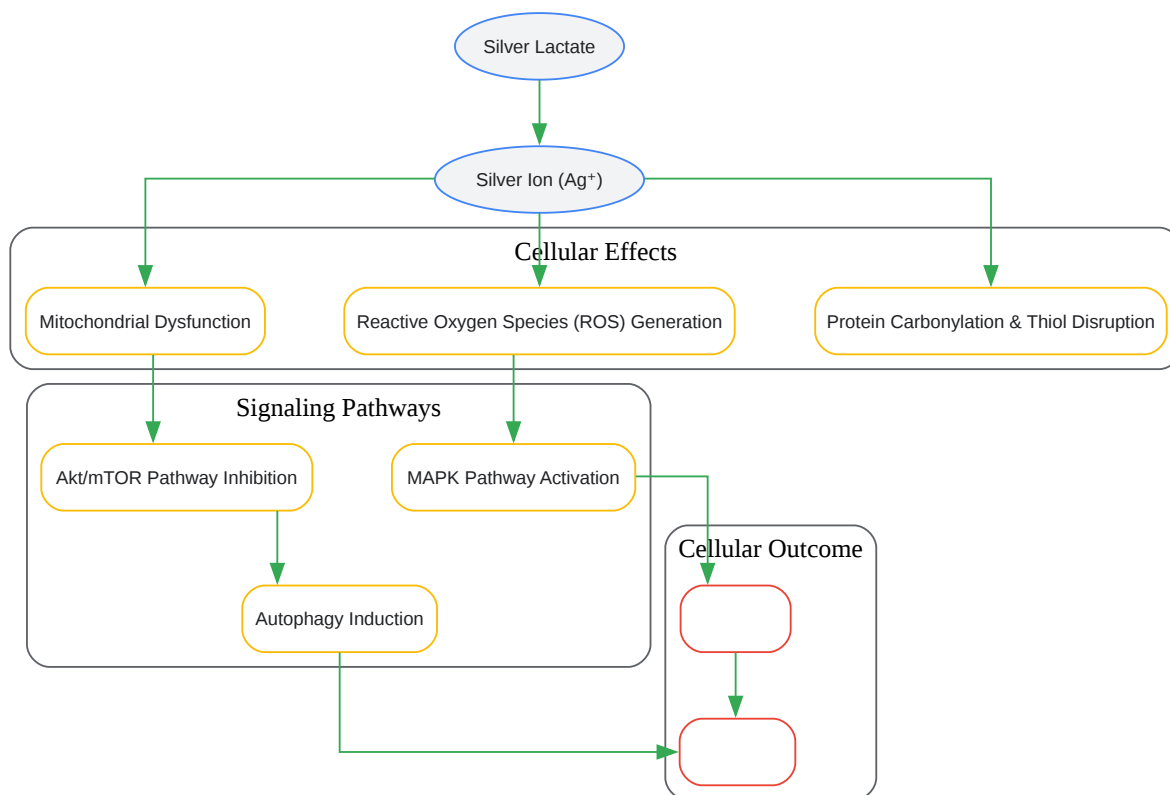 Silver Lactate
Silver Ion (Ag⁺)
Cellular Effects
Mitochondrial Dysfunction
Reactive Oxygen Species (ROS) Generation
Protein Carbonylation & Thiol Disruption
Signaling Pathways
Akt/mTOR Pathway Inhibition
MAPK Pathway Activation
Autophagy Induction
Cellular Outcome